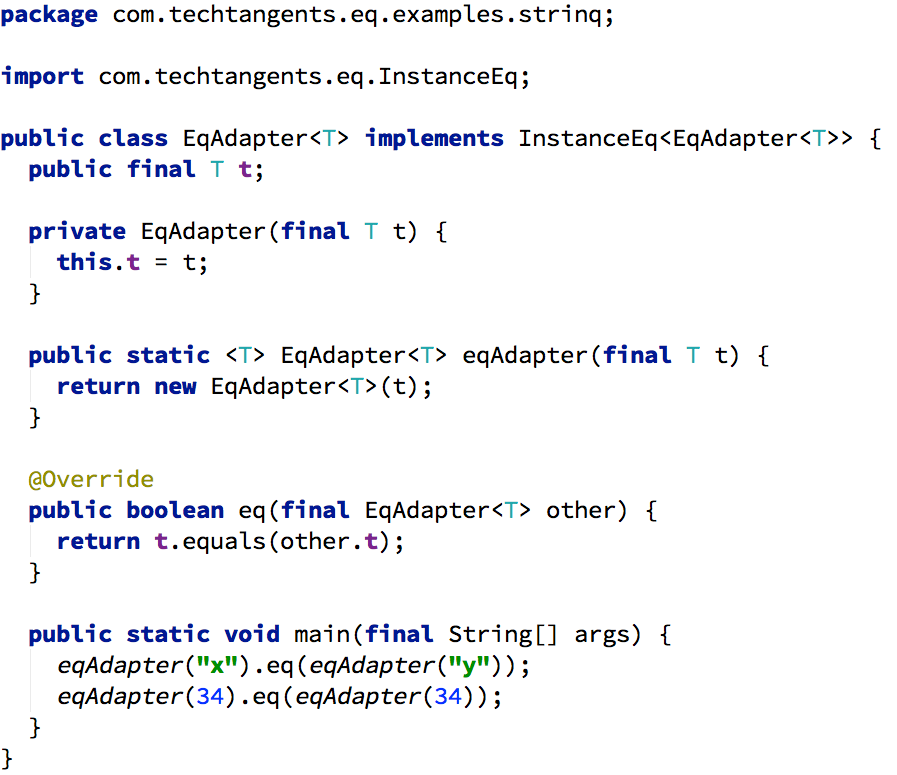 package com.techtangents.eq.examples.strinq;
import com.techtangents.eq.InstanceEq;
public class EqAdapter<T> implements InstanceEq<EqAdapter<T>> {
  public final T t;
  private EqAdapter(final T t) {
    this.t = t;
  }
  public static <T> EqAdapter<T> eqAdapter(final T t) {
    return new EqAdapter<T>(t);
  }
  @Override
  public boolean eq(final EqAdapter<T> other) {
    return t.equals(other.t);
  }
  public static void main(final String[] args) {
    eqAdapter("x").eq(eqAdapter("y"));
    eqAdapter(34).eq(eqAdapter(34));
  }
}